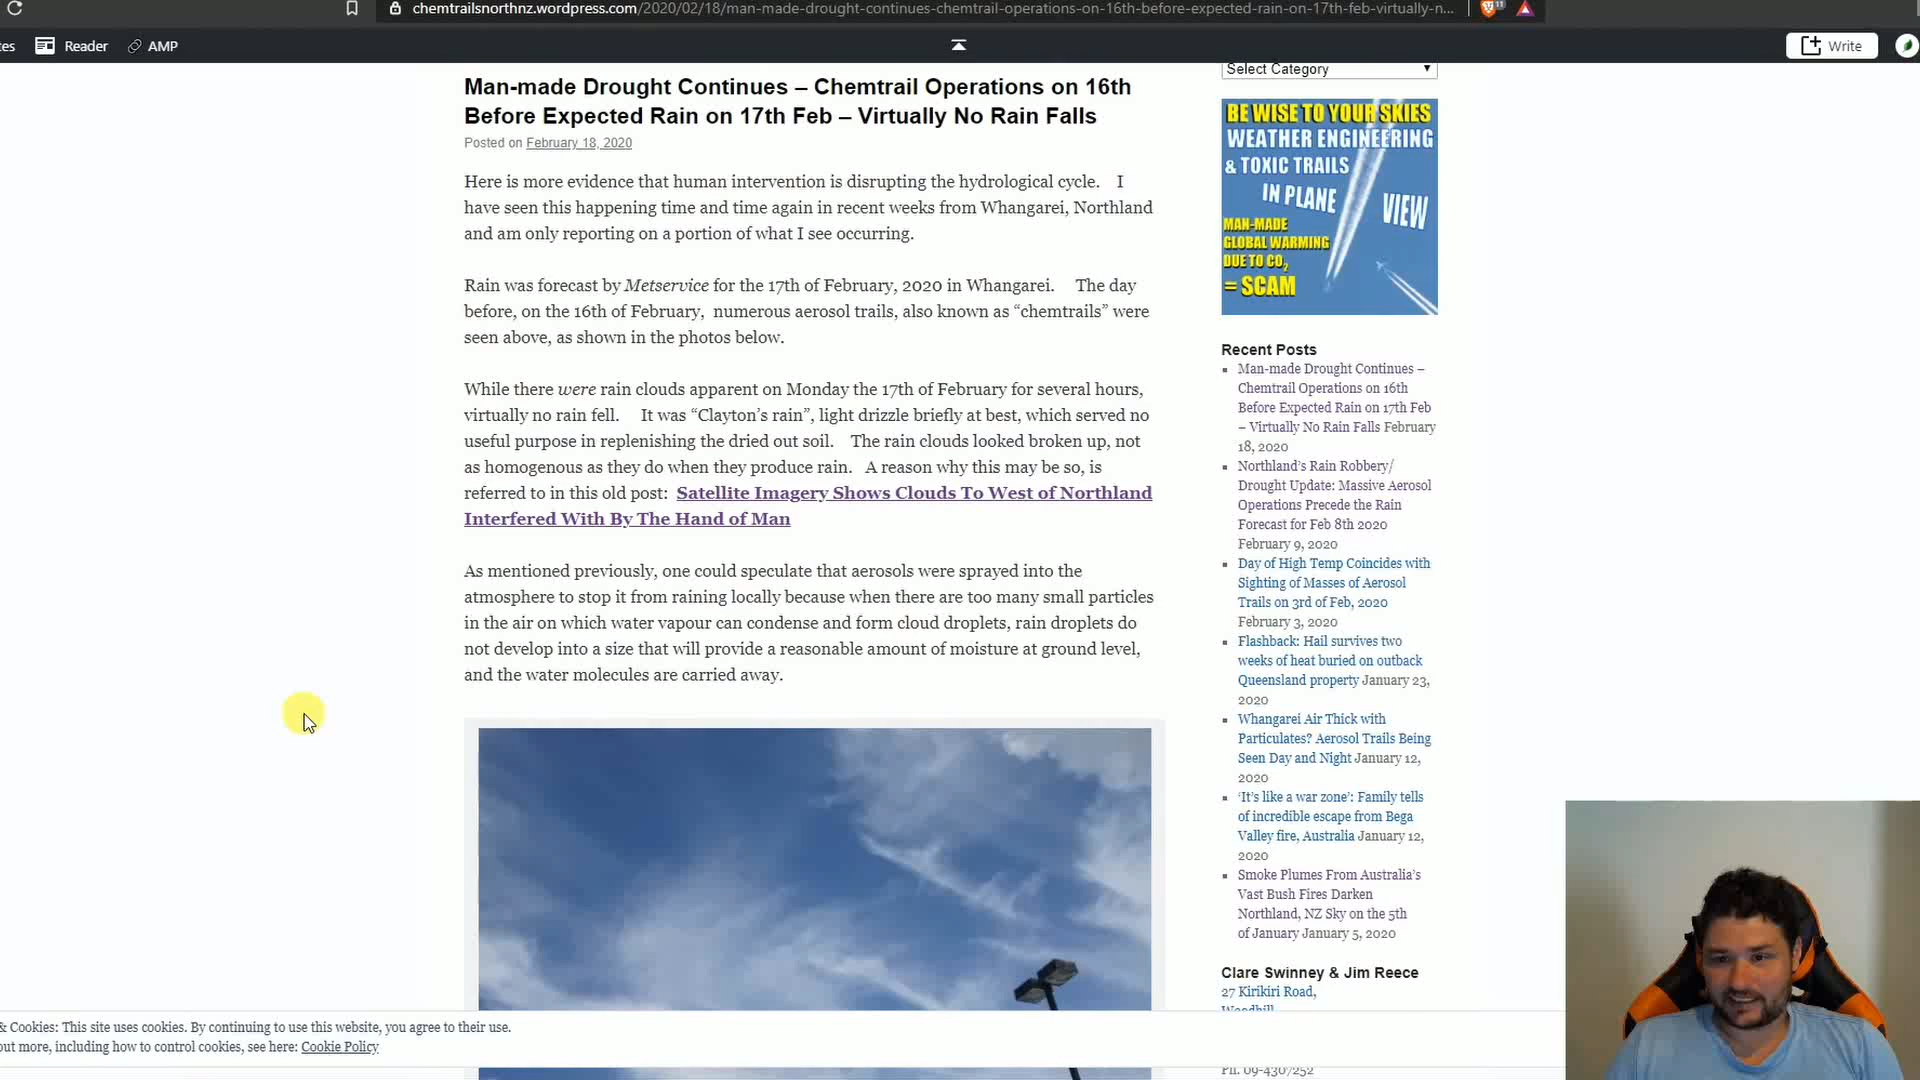 chemtrailsnorthnz.wordpress.com/2020/02/18/man-made-drought-continues-chemtrail-operations-on-16th-before-expected-rain-on-17th-feb-virtually-n...
11
Reader
AMP
Write
Man-made Drought Continues – Chemtrail Operations on 16th
Before Expected Rain on 17th Feb – Virtually No Rain Falls
Posted on February 18, 2020
Here is more evidence that human intervention is disrupting the hydrological cycle. I
have seen this happening time and time again in recent weeks from Whangarei, Northland
and am only reporting on a portion of what I see occurring.
Rain was forecast by Metservice for the 17th of February, 2020 in Whangarei. The day
before, on the 16th of February, numerous aerosol trails, also known as “chemtrails” were
seen above, as shown in the photos below.
While there were rain clouds apparent on Monday the 17th of February for several hours,
virtually no rain fell. It was “Clayton’s rain”, light drizzle briefly at best, which served no
useful purpose in replenishing the dried out soil. The rain clouds looked broken up, not
as homogenous as they do when they produce rain. A reason why this may be so, is
referred to in this old post: Satellite Imagery Shows Clouds To West of Northland
Interfered With By The Hand of Man
As mentioned previously, one could speculate that aerosols were sprayed into the
atmosphere to stop it from raining locally because when there are too many small particles
in the air on which water vapour can condense and form cloud droplets, rain droplets do
not develop into a size that will provide a reasonable amount of moisture at ground level,
and the water molecules are carried away.
Select Category
BE WISE TO YOUR SKIES
WEATHER ENGINEERING
& TOXIC TRAILS
IN PLANE
VIEW
MAN-MADE
GLOBAL WARMING
DUE TO CO2
= SCAM
Recent Posts
Man-made Drought Continues –
Chemtrail Operations on 16th
Before Expected Rain on 17th Feb
– Virtually No Rain Falls February
18, 2020
Northland’s Rain Robbery/
Drought Update: Massive Aerosol
Operations Precede the Rain
Forecast for Feb 8th 2020
February 9, 2020
Day of High Temp Coincides with
Sighting of Masses of Aerosol
Trails on 3rd of Feb, 2020
February 3, 2020
Flashback: Hail survives two
weeks of heat buried on outback
Queensland property January 23,
2020
Whangarei Air Thick with
Particulates? Aerosol Trails Being
Seen Day and Night January 12,
2020
‘It’s like a war zone’: Family tells
of incredible escape from Bega
Valley fire, Australia January 12,
2020
Smoke Plumes From Australia’s
Vast Bush Fires Darken
Northland, NZ Sky on the 5th
of January January 5, 2020
Clare Swinney & Jim Reece
27 Kirikiri Road,
Woodhill
Ph. 09-4307252
& Cookies: This site uses cookies. By continuing to use this website, you agree to their use.
out more, including how to control cookies, see here: Cookie Policy